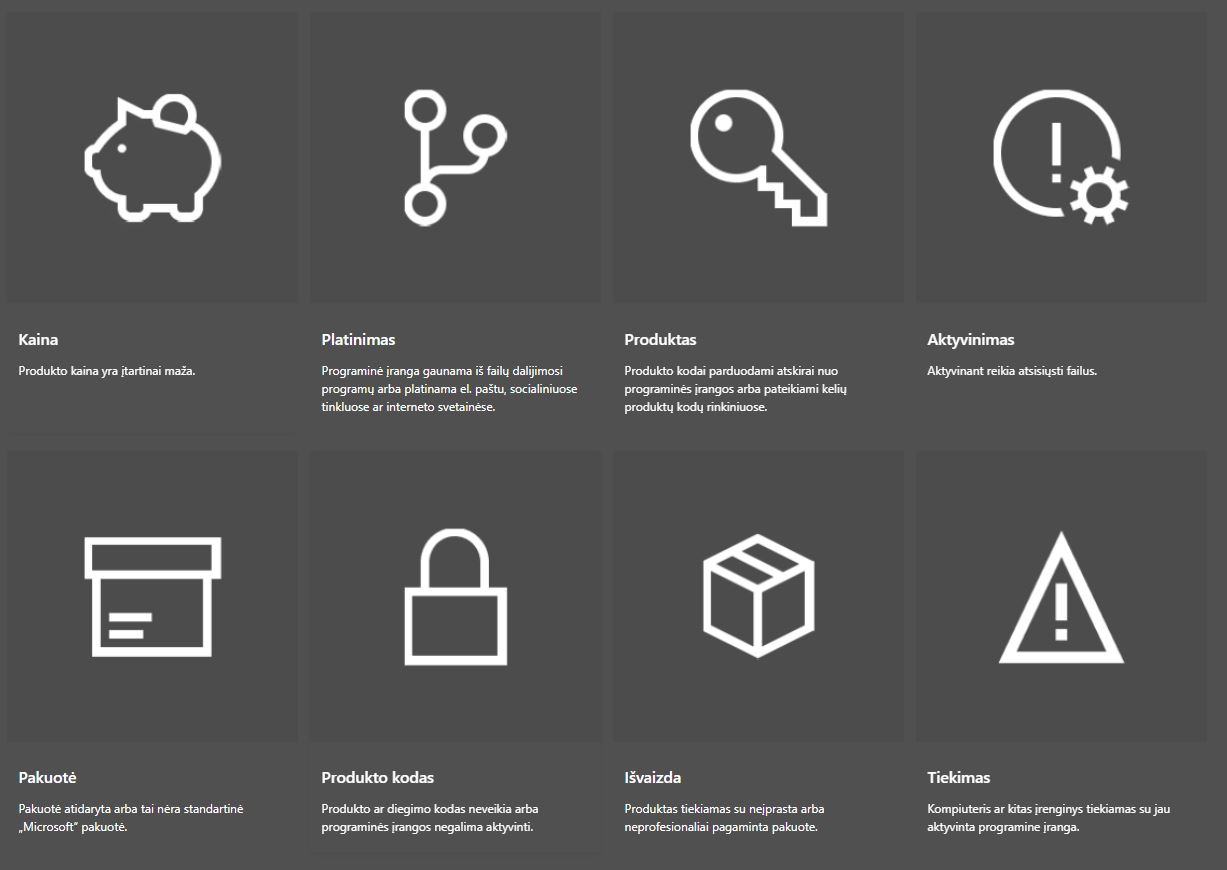 Kaina
Produkto kaina yra įtartinai maža.
Platinimas
Programinė įranga gaunama iš failų dalijimosi
programų arba platinama el. paštu, socialiniuose
tinkluose ar interneto svetainėse.
Produktas
Produkto kodai parduodami atskirai nuo
programinės įrangos arba pateikiami kelių
produktų kodų rinkiniuose.
Aktyvinimas
Aktyvinant reikia atsisiųsti failus.
Pakuotė
Pakuotė atidaryta arba tai nėra standartinė
„Microsoft“ pakuotė.
Produkto kodas
Produkto ar diegimo kodas neveikia arba
programinės įrangos negalima aktyvinti.
Išvaizda
Produktas tiekiamas su neįprasta arba
neprofesionaliai pagaminta pakuote.
Tiekimas
Kompiuteris ar kitas įrenginys tiekiamas su jau
aktyvinta programine įranga.